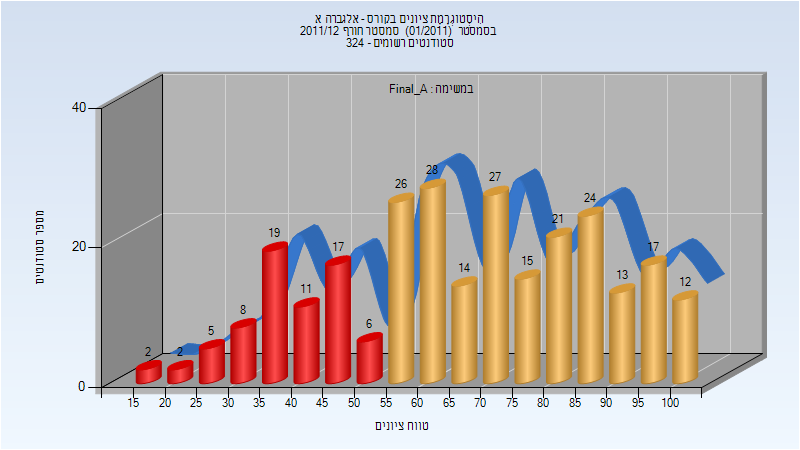 היסטוגרמת ציונים בקורס - אלגברה א
בסמסטר (01/2011) סמסטר חורף 2011/12
סטודנטים רשומים - 324
במשימה : Final_A
מספר סטודנטים
40
20
0
2 2 5 8 19 11 17 6 26 28 14 27 15 21 24 13 17 12
15 20 25 30 35 40 45 50 55 60 65 70 75 80 85 90 95 100
טווח ציונים